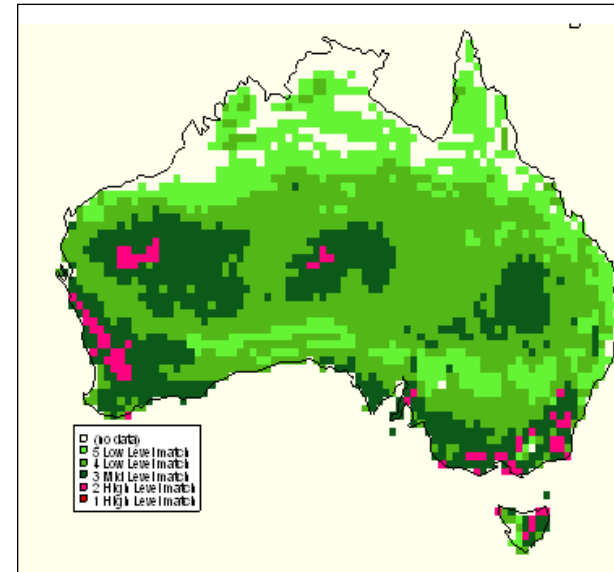 (no data)
5 Low Level match
4 Low Level match
3 Mid Level match
2 High Level match
1 High Level match